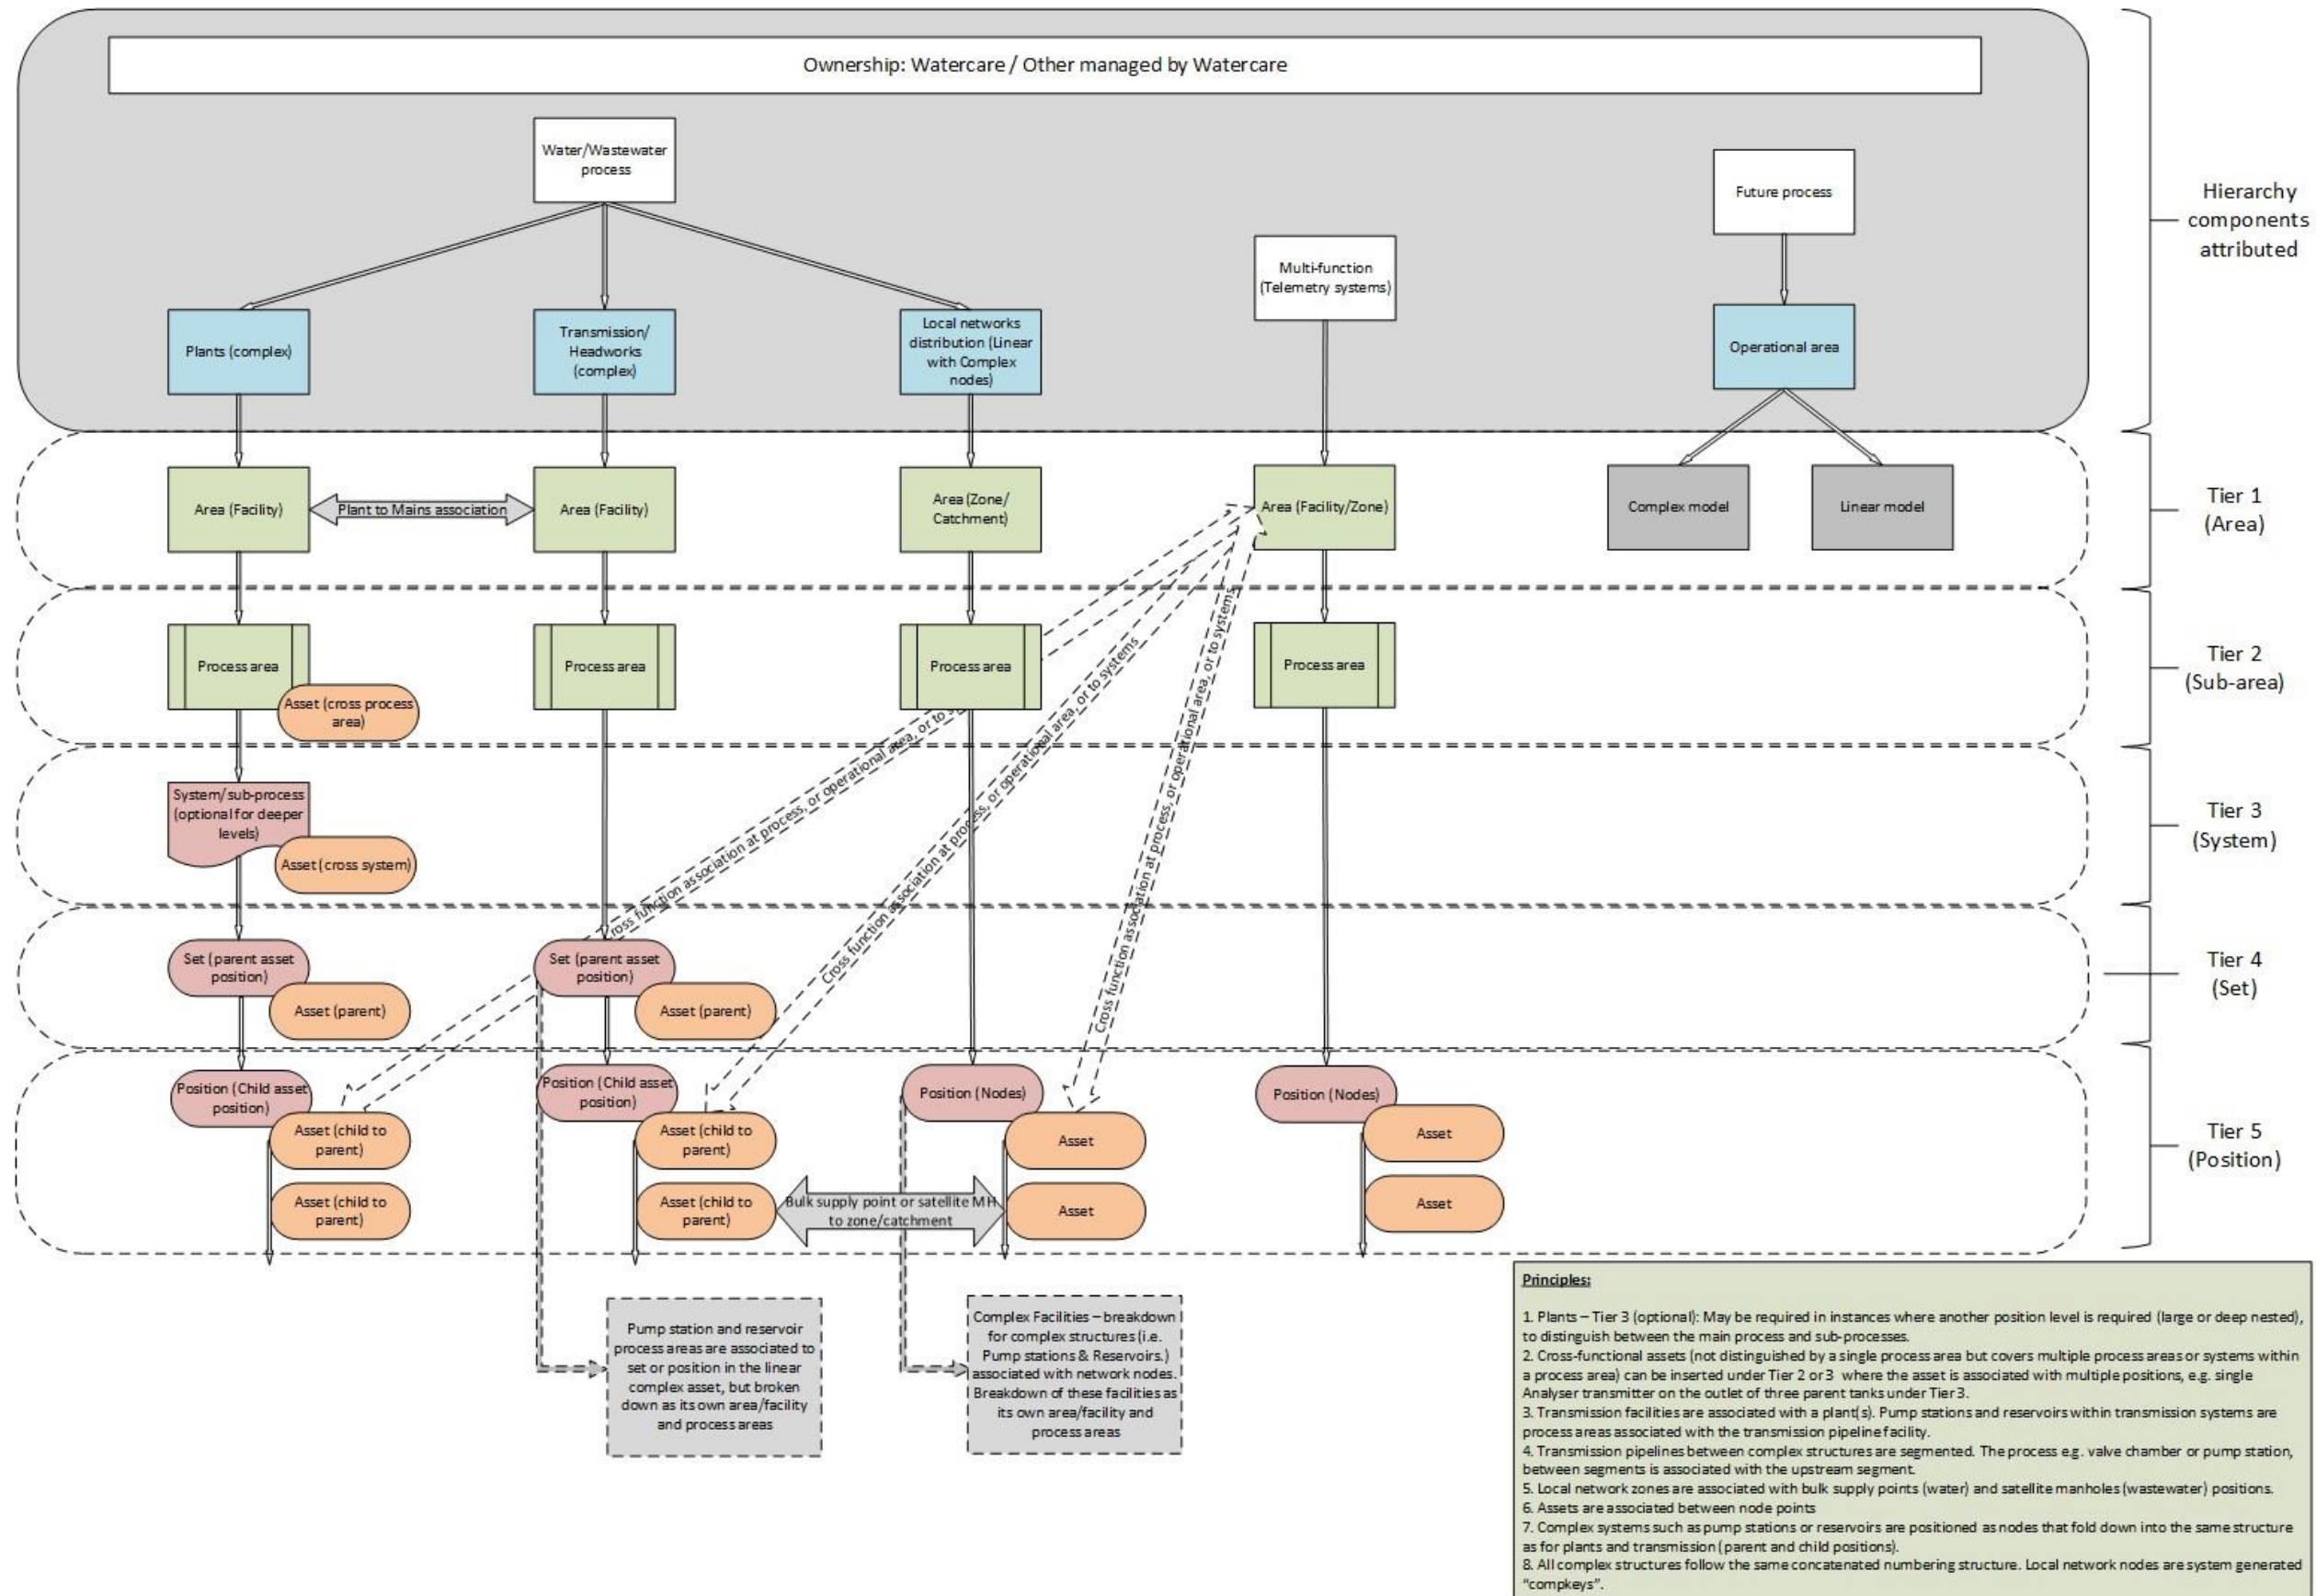 Ownership: Watercare / Other managed by Watercare
Water/Wastewater
process
Future process
Hierarchy
components
attributed
Multi-function
(Telemetry systems)
Plants (complex)
Transmission/
Headworks
(complex)
Local networks
distribution (Linear
with Complex
nodes)
Operational area
Area (Facility)
Plant to Mains association
Area (Facility)
Area (Zone/
Catchment)
Area (Facility/Zone)
Complex model
Linear model
Tier 1
(Area)
Process area
Asset (cross process
area)
Process area
Process area
Process area
Tier 2
(Sub-area)
System/sub-process
(optional for deeper
levels)
Asset (cross system)
Tier 3
(System)
ross function association at process, or operational area, or to s
Cross function association at process, or operational area, or to systems
Cross function association at process, or operational area, or to systems
Set (parent asset
position)
Asset (parent)
Set (parent asset
position)
Asset (parent)
Tier 4
(Set)
Position (Child asset
position)
Asset (child to
parent)
Asset (child to
parent)
Position (Child asset
position)
Asset (child to
parent)
Asset (child to
parent)
Bulk supply point or satellite MH
to zone/catchment
Position (Nodes)
Asset
Asset
Position (Nodes)
Asset
Asset
Tier 5
(Position)
Pump station and reservoir
process areas are associated to
set or position in the linear
complex asset, but broken
down as its own area/facility
and process areas
Complex Facilities – breakdown
for complex structures (i.e.
Pump stations & Reservoirs.)
associated with network nodes.
Breakdown of these facilities as
its own area/facility and
process areas
Principles:
1. Plants – Tier 3 (optional): May be required in instances where another position level is required (large or deep nested),
to distinguish between the main process and sub-processes.
2. Cross-functional assets (not distinguished by a single process area but covers multiple process areas or systems within
a process area) can be inserted under Tier 2 or 3 where the asset is associated with multiple positions, e.g. single
Analyser transmitter on the outlet of three parent tanks under Tier 3.
3. Transmission facilities are associated with a plant(s). Pump stations and reservoirs within transmission systems are
process areas associated with the transmission pipeline facility.
4. Transmission pipelines between complex structures are segmented. The process e.g. valve chamber or pump station,
between segments is associated with the upstream segment.
5. Local network zones are associated with bulk supply points (water) and satellite manholes (wastewater) positions.
6. Assets are associated between node points
7. Complex systems such as pump stations or reservoirs are positioned as nodes that fold down into the same structure
as for plants and transmission (parent and child positions).
8. All complex structures follow the same concatenated numbering structure. Local network nodes are system generated
“compkeys”.